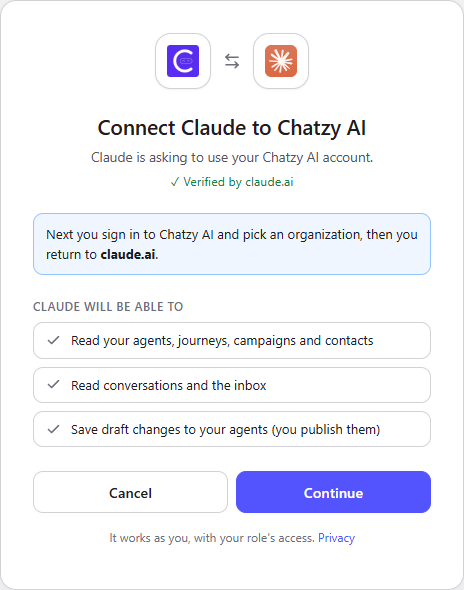 Connect Claude to Chatzy AI
Claude is asking to use your Chatzy AI account.
✓ Verified by claude.ai
Next you sign in to Chatzy AI and pick an organization, then you
return to claude.ai.
CLAUDE WILL BE ABLE TO
Read your agents, journeys, campaigns and contacts
Read conversations and the inbox
Save draft changes to your agents (you publish them)
Cancel
Continue
It works as you, with your role's access. Privacy